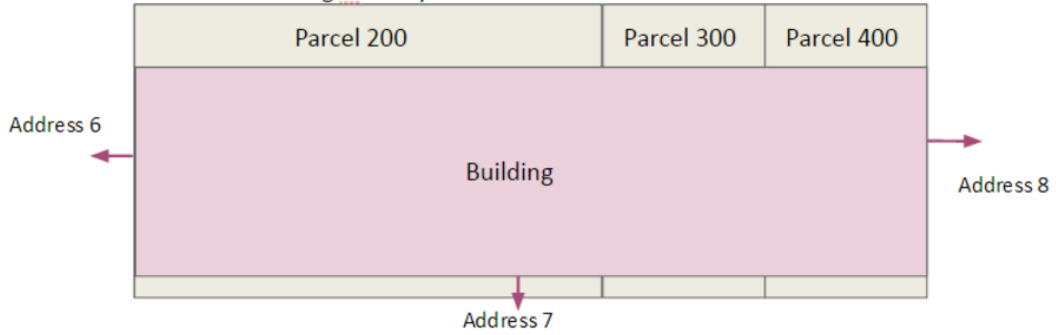 Parcel 200
Parcel 300
Parcel 400
Address 6
Building
Address 8
Address 7